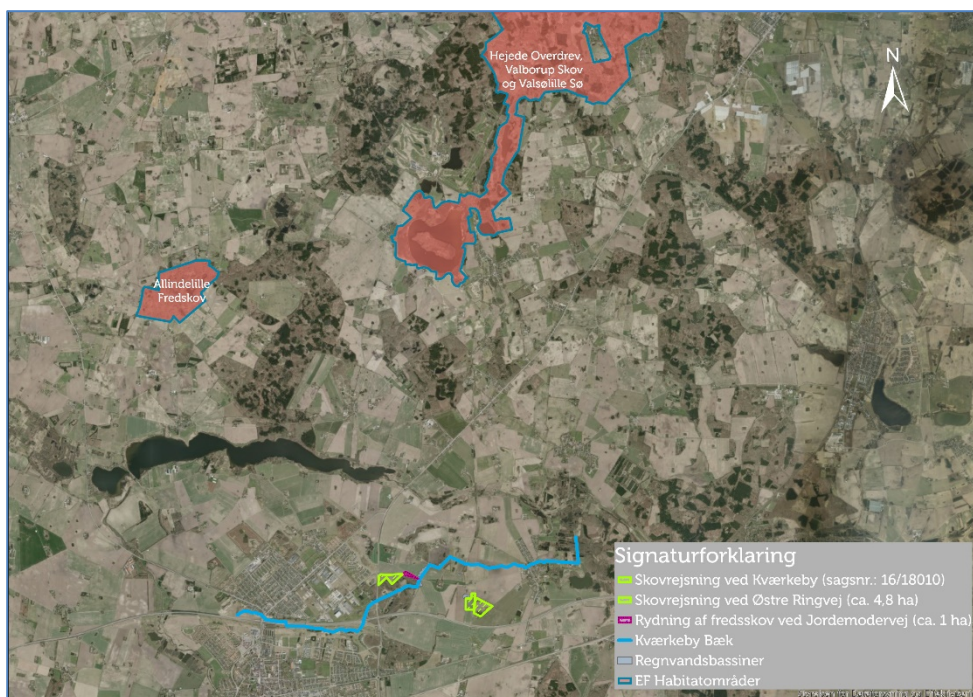 Hejede Overdrev,
Valborup Skov
og Valsølille Sø
N
Allindelille
Fredskov
Signaturforklaring
Skovrejsning ved Kværkeby (sagsnr.: 16/18010)
Skovrejsning ved Østre Ringvej (ca. 4,8 ha)
Rydning af fredsskov ved Jordemodervej (ca. 1 ha)
Kværkeby Bæk
Regnvandsbassiner
EF Habitatområder